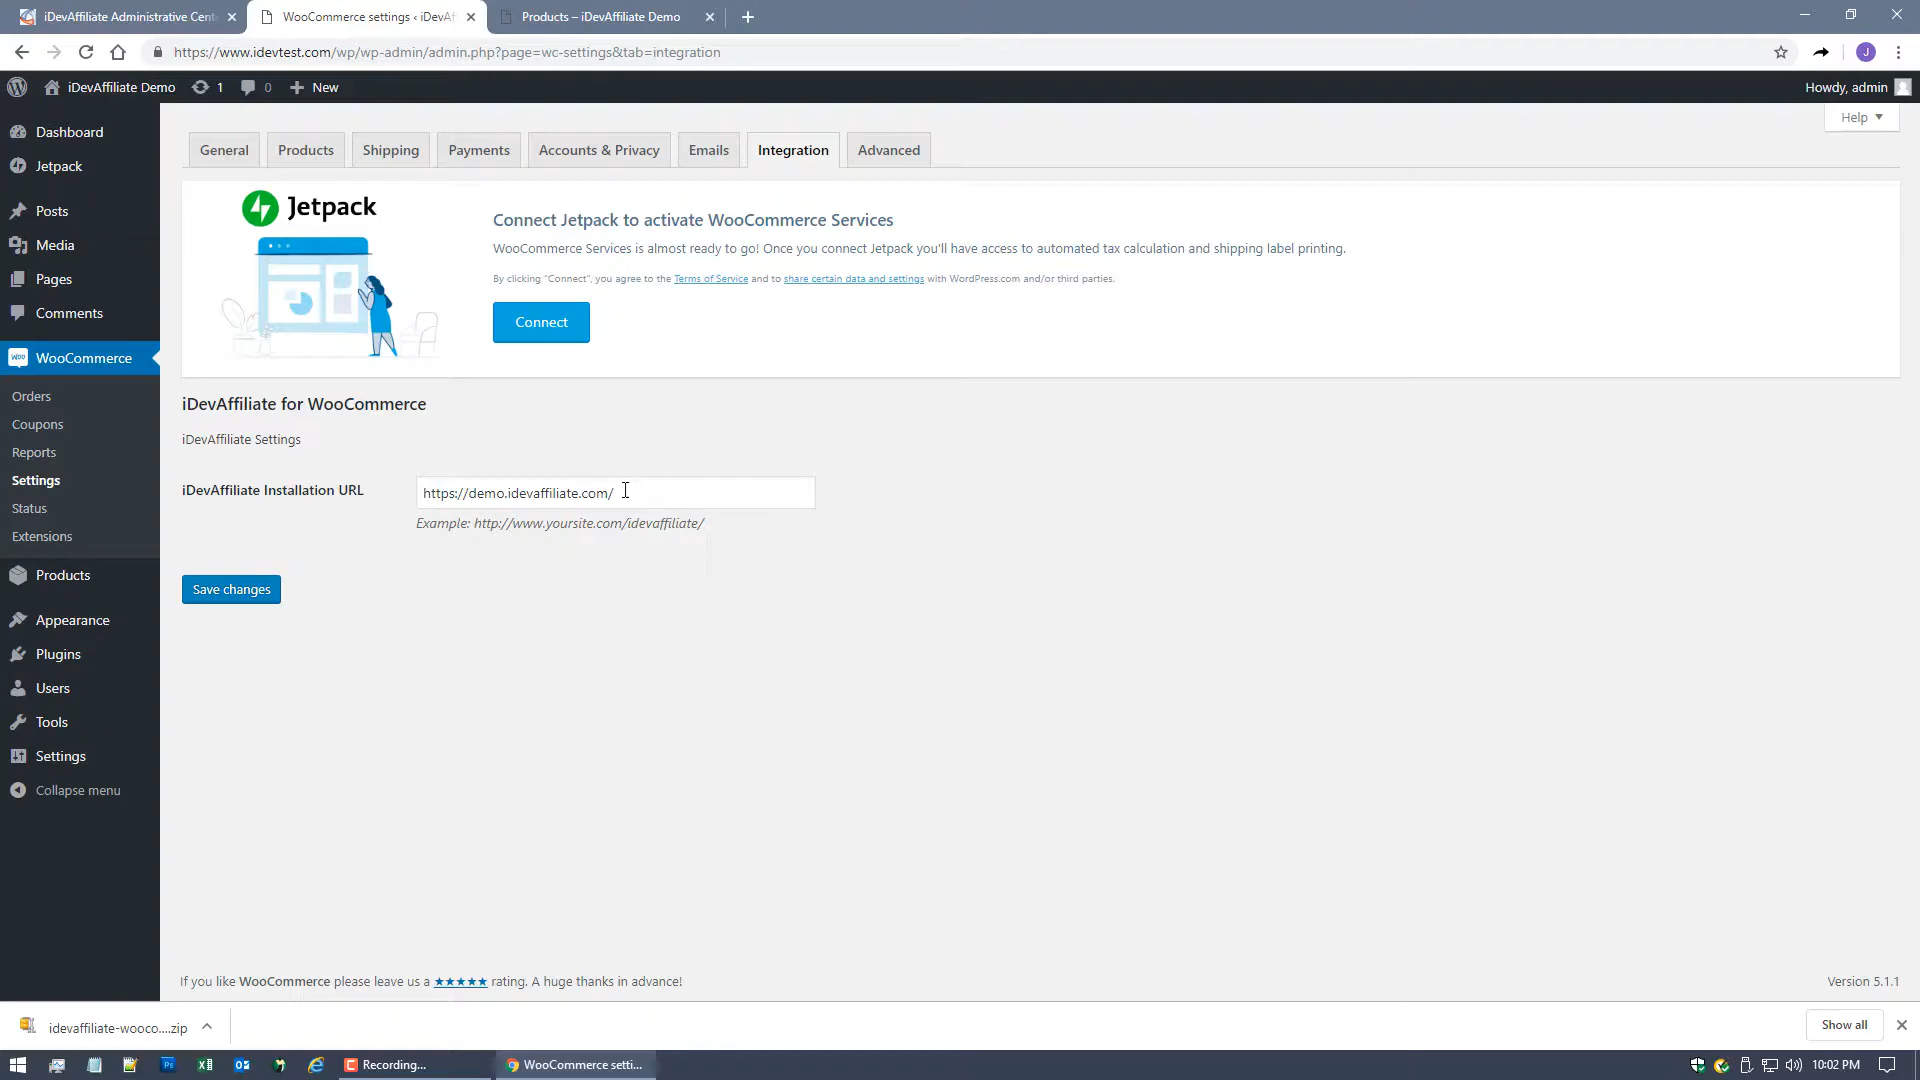 iDevAffiliate Administrative Cent
WooCommerce settings ‹ iDevAf
Products – iDevAffiliate Demo
https://www.idevtest.com/wp/wp-admin/admin.php?page=wc-settings&tab=integration
J
iDevAffiliate Demo 1 0 + New
Howdy, admin
Help ▼
Dashboard
Jetpack
Posts
Media
Pages
Comments
WooCommerce
Orders
Coupons
Reports
Settings
Status
Extensions
Products
Appearance
Plugins
Users
Tools
Settings
Collapse menu
General Products Shipping Payments Accounts & Privacy Emails Integration Advanced
Jetpack
Connect Jetpack to activate WooCommerce Services
WooCommerce Services is almost ready to go! Once you connect Jetpack you'll have access to automated tax calculation and shipping label printing.
By clicking "Connect", you agree to the Terms of Service and to share certain data and settings with WordPress.com and/or third parties.
Connect
iDevAffiliate for WooCommerce
iDevAffiliate Settings
iDevAffiliate Installation URL
https://demo.idevaffiliate.com/
Example: http://www.yoursite.com/idevaffiliate/
Save changes
If you like WooCommerce please leave us a ★★★★★ rating. A huge thanks in advance!
Version 5.1.1
idevaffiliate-wooco....zip
Show all
Recording...
WooCommerce setti...
10:02 PM